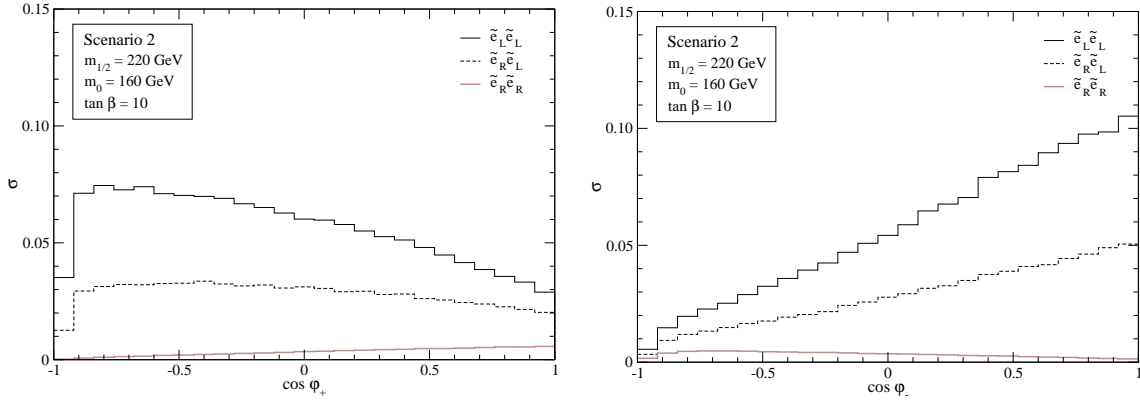 0.15
0.10
0.05
0
σ
Scenario 2
m1/2 = 220 GeV
m0 = 160 GeV
tan β = 10
ẽLẽL
ẽRẽL
ẽRẽR
-1 -0.5 0 0.5 1
cos φ+
0.15
0.10
0.05
0
σ
Scenario 2
m1/2 = 220 GeV
m0 = 160 GeV
tan β = 10
ẽLẽL
ẽRẽL
ẽRẽR
-1 -0.5 0 0.5 1
cos φ-